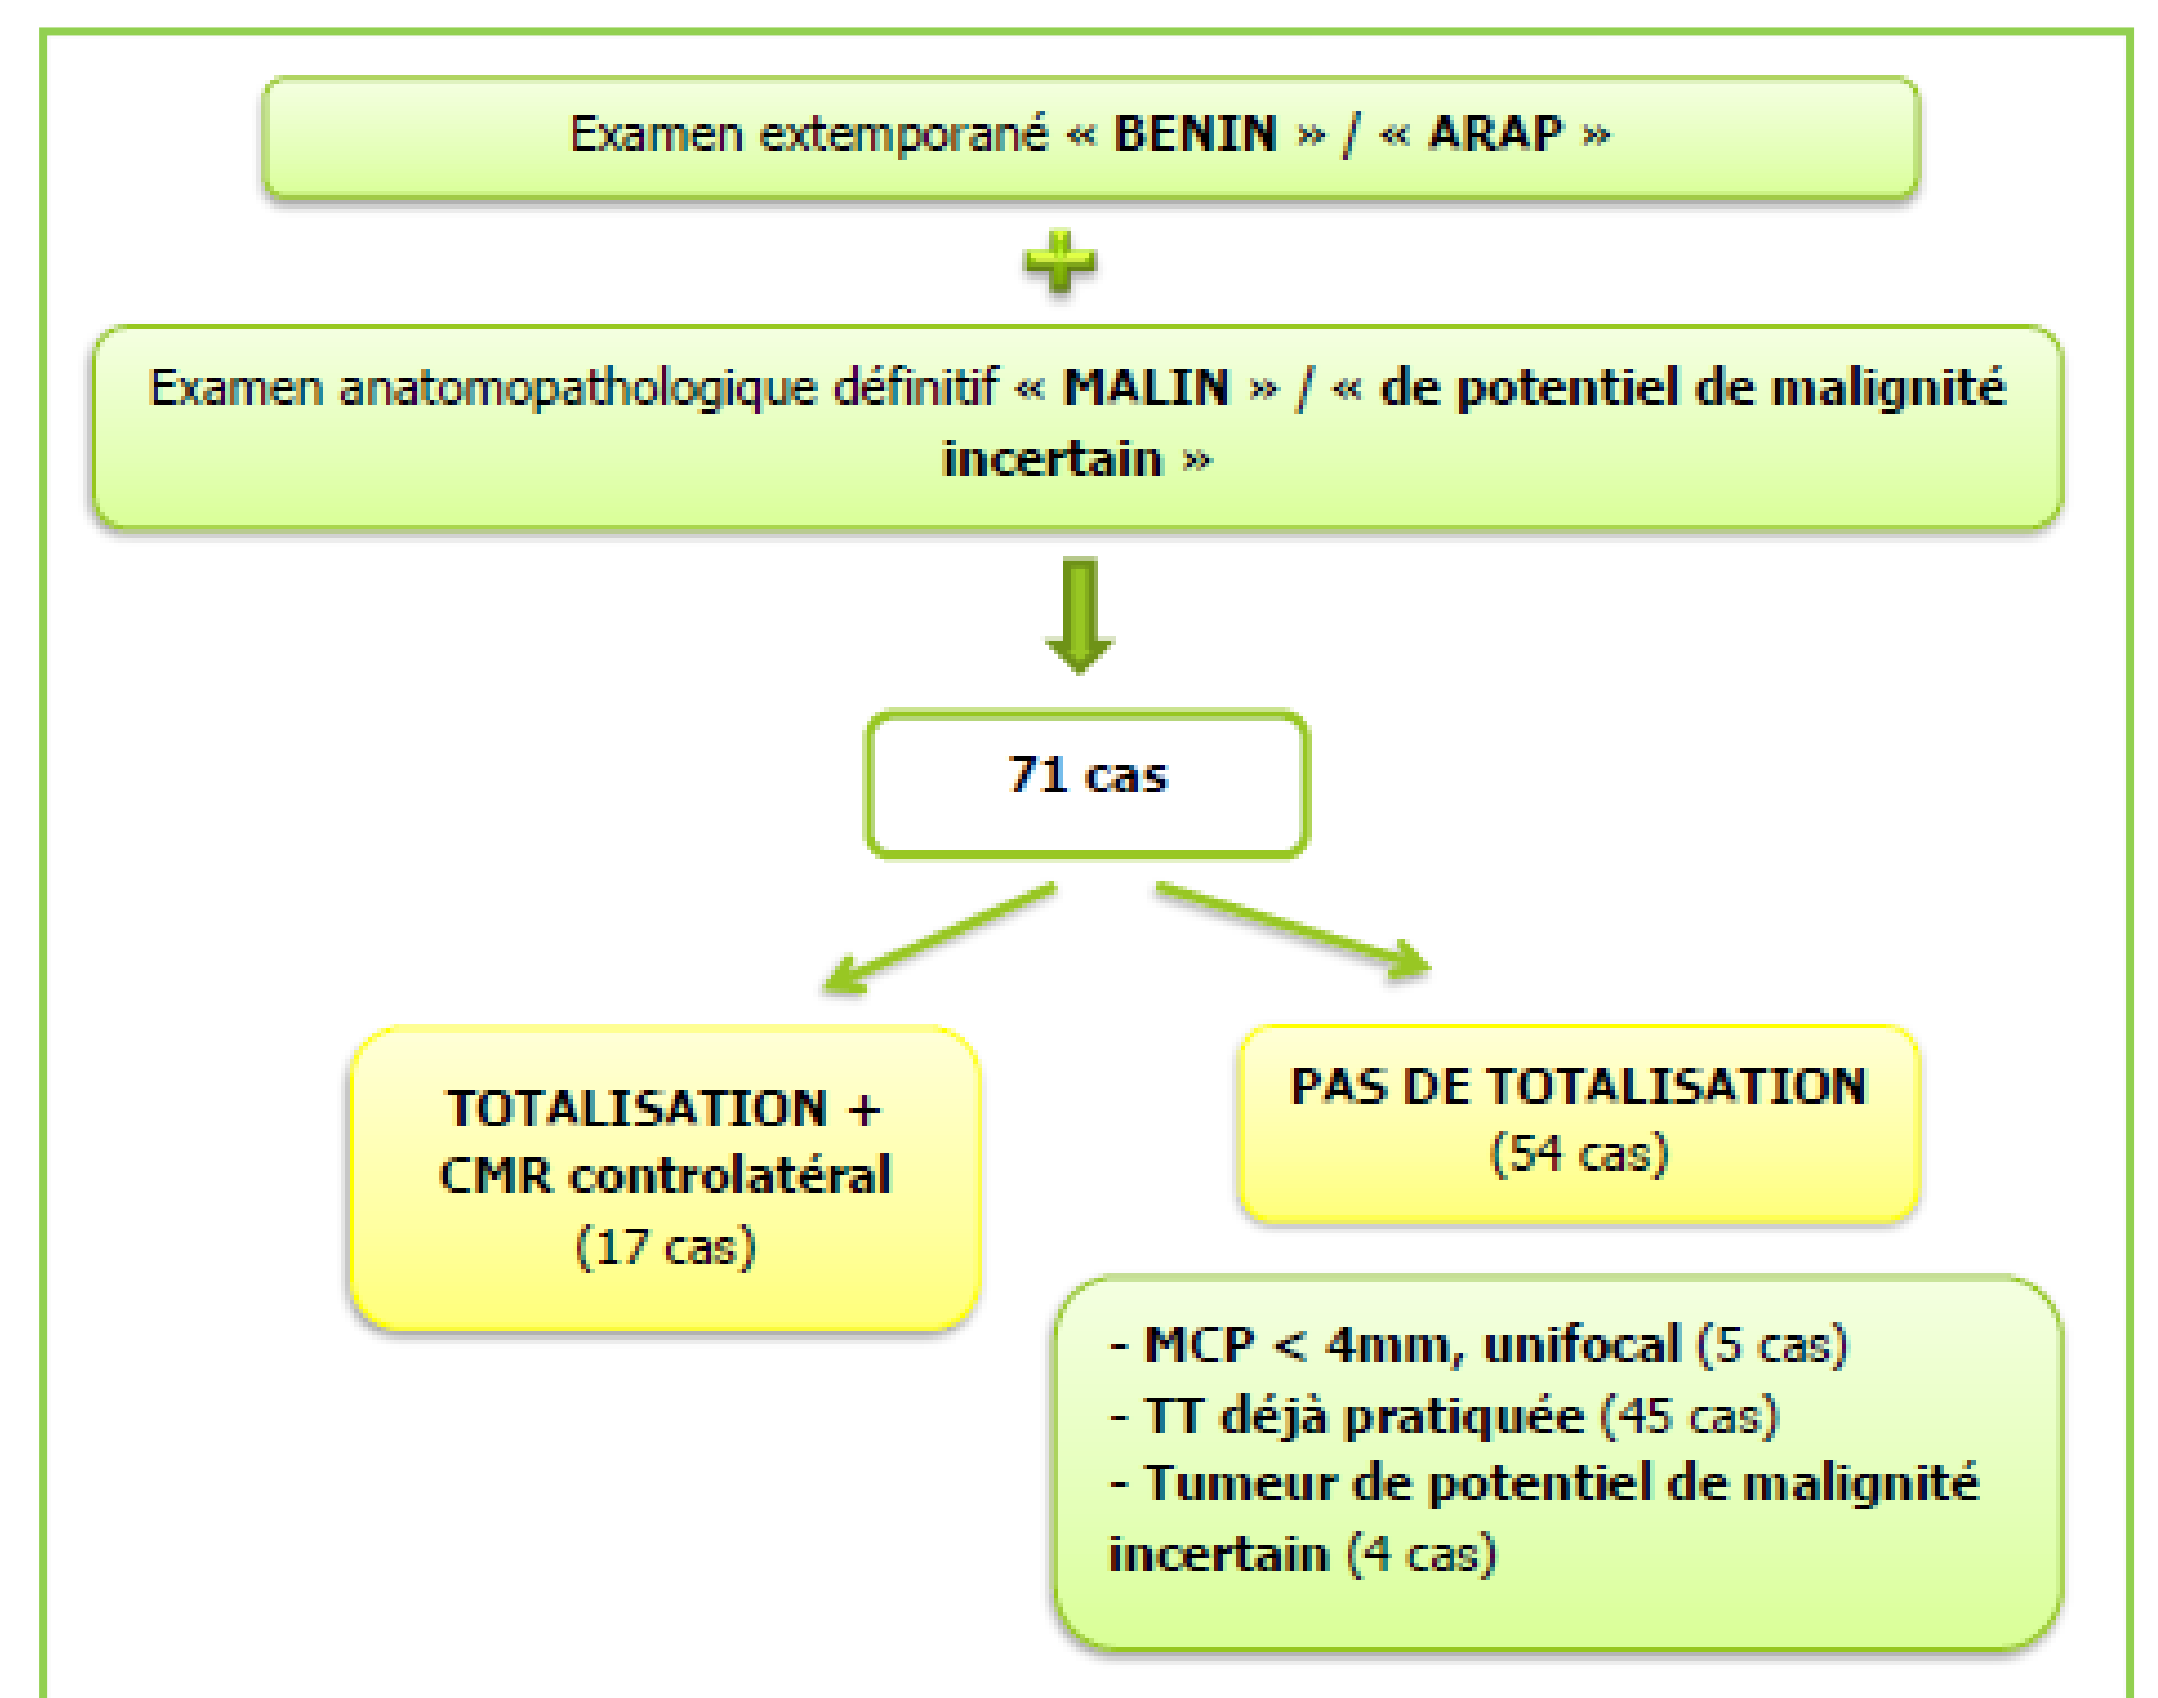 Examen extemporané « BENIN » / « ARAP »
Examen anatomopathologique définitif « MALIN » / « de potentiel de malignité
incertain »
71 cas
TOTALISATION +
CMR controlatéral
(17 cas)
PAS DE TOTALISATION
(54 cas)
- MCP < 4mm, unifocal (5 cas)
- TT déjà pratiquée (45 cas)
- Tumeur de potentiel de malignité
incertain (4 cas)